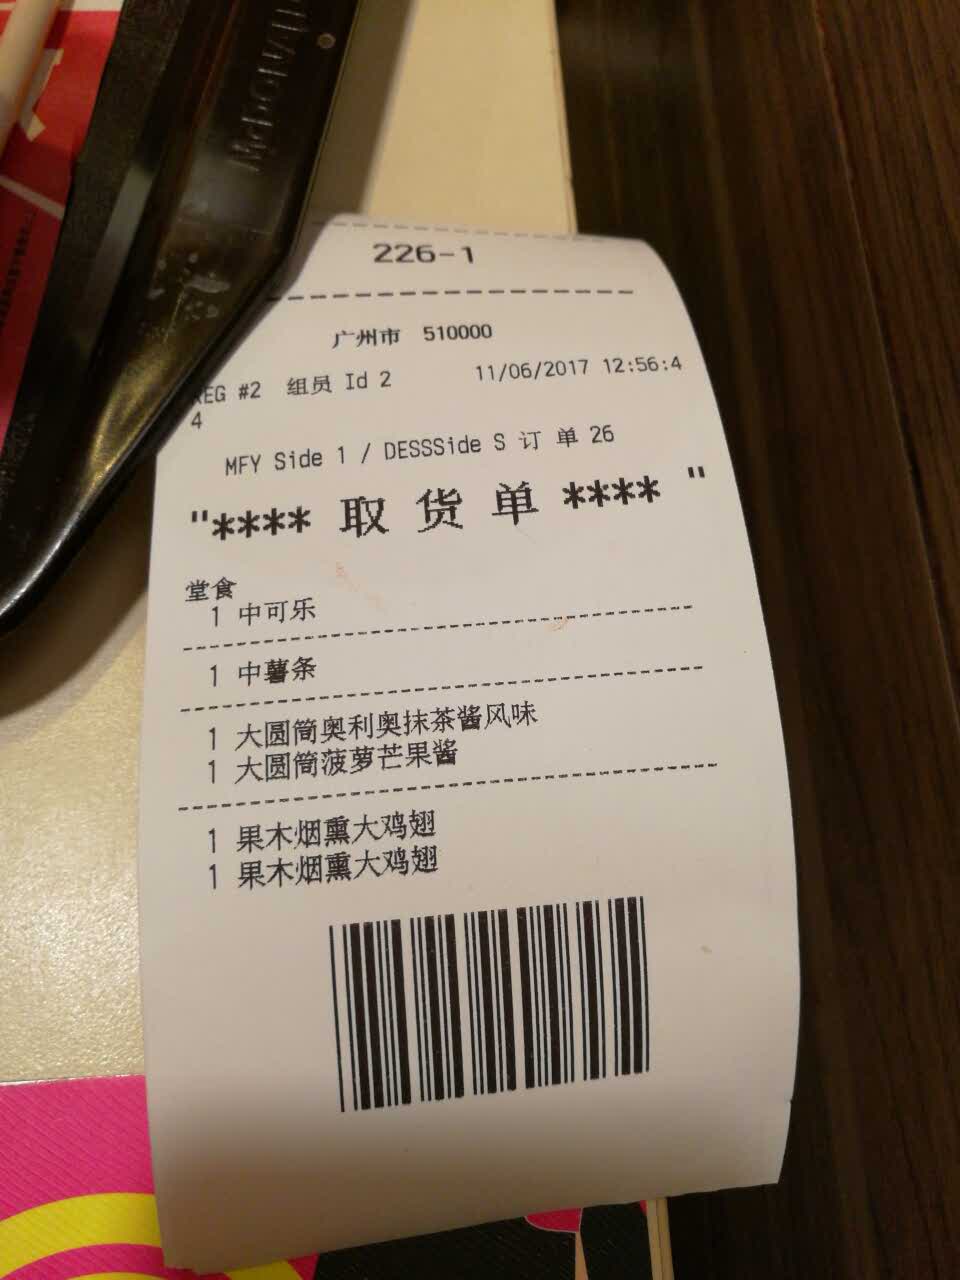 226-1
广州市 510000
REG #2 组员 Id 2 11/06/2017 12:56:4
4
MFY Side 1 / DESSSide S 订 单 26
"**** 取 货 单 **** "
堂食
1 中可乐
1 中薯条
1 大圆筒奥利奥抹茶酱风味
1 大圆筒菠萝芒果酱
1 果木烟熏大鸡翅
1 果木烟熏大鸡翅